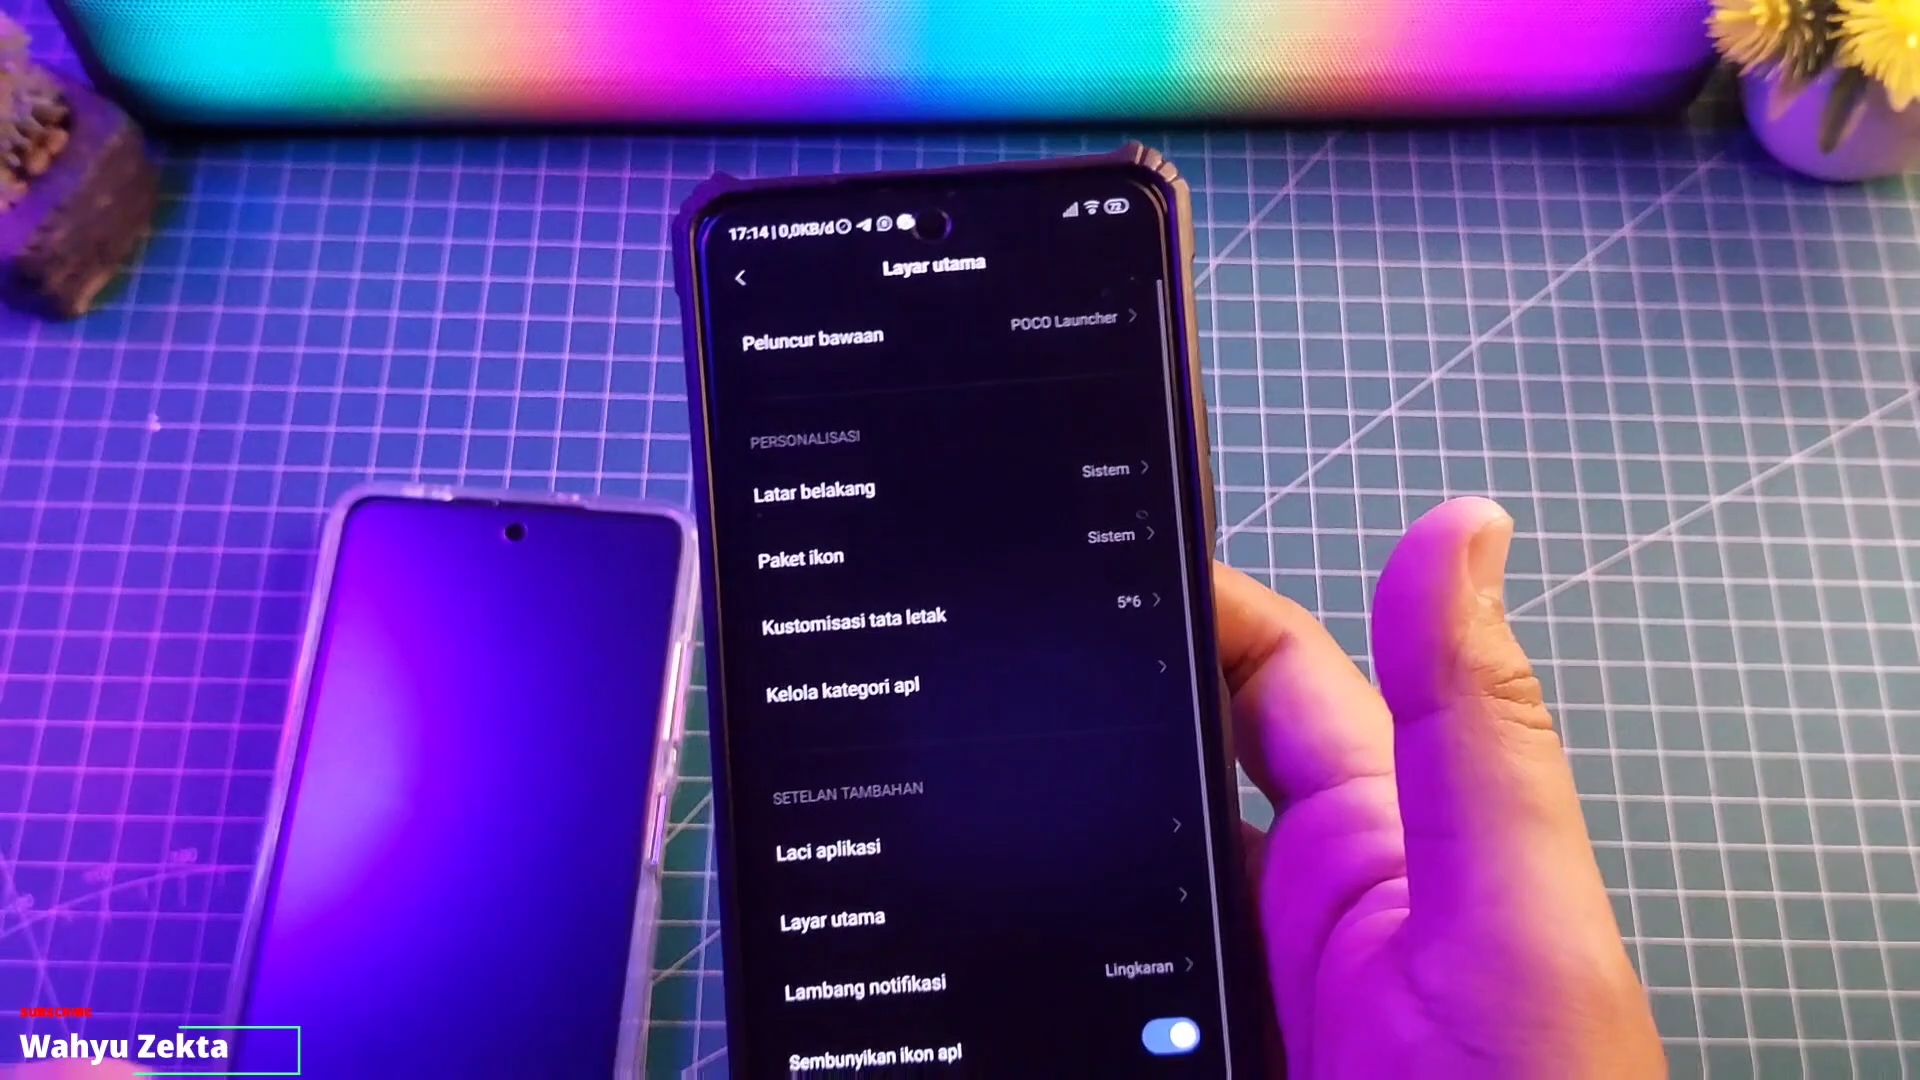 17:14 | 0,0KB/d
72
Layar utama
Peluncur bawaan
POCO Launcher
PERSONALISASI
Latar belakang
Sistem
Paket ikon
Sistem
Kustomisasi tata letak
5*6
Kelola kategori apl
SETELAN TAMBAHAN
Laci aplikasi
Layar utama
Lambang notifikasi
Lingkaran
Sembunyikan ikon apl
SUBSCRIBE
Wahyu Zekta